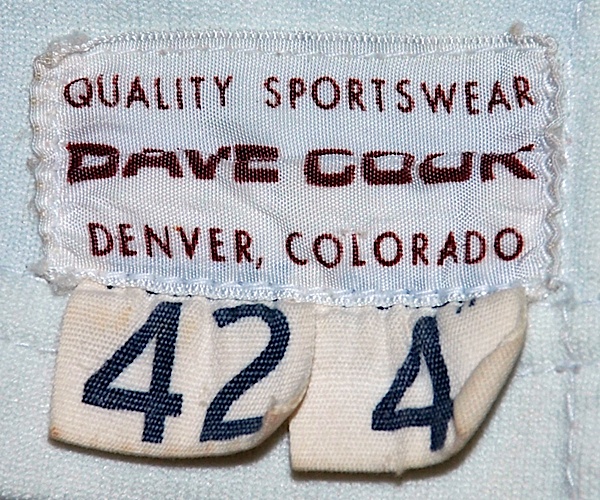 QUALITY SPORTSWEAR
DAVE COOK
DENVER, COLORADO
42 4"